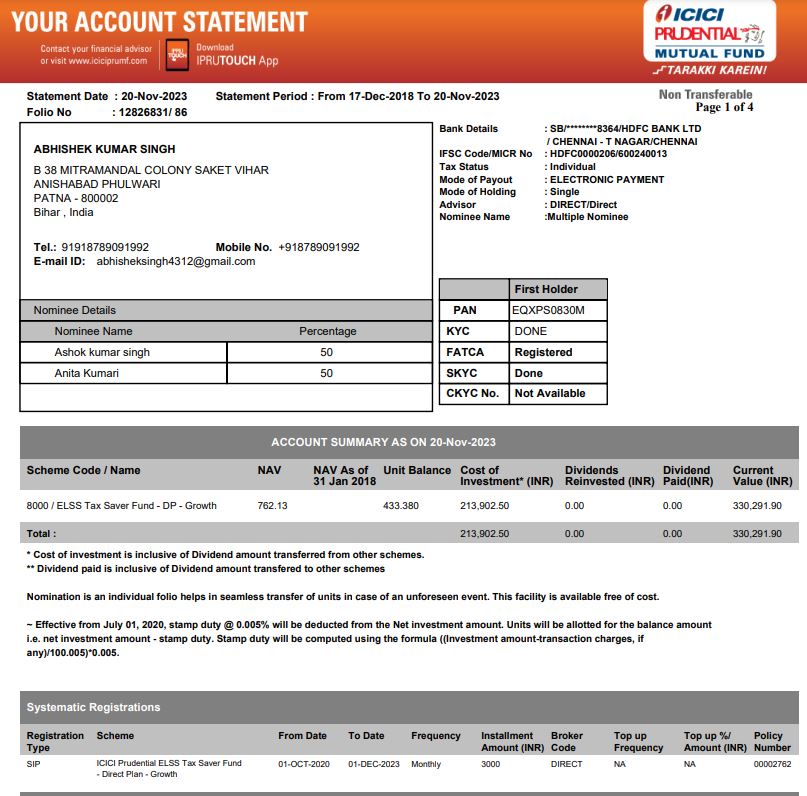 YOUR ACCOUNT STATEMENT
Contact your financial advisor
or visit www.iciciprumf.com
IPRU
TOUCH
Download
IPRUTOUCH App
ICICI
PRUDENTIAL
MUTUAL FUND
TARAKKI KAREIN!
Statement Date : 20-Nov-2023 Statement Period : From 17-Dec-2018 To 20-Nov-2023
Non Transferable
Folio No : 12826831/ 86
Page 1 of 4
ABHISHEK KUMAR SINGH
B 38 MITRAMANDAL COLONY SAKET VIHAR
ANISHABAD PHULWARI
PATNA - 800002
Bihar , India
Tel.: 91918789091992 Mobile No. +918789091992
E-mail ID: abhisheksingh4312@gmail.com
Bank Details : SB/********8364/HDFC BANK LTD
/ CHENNAI - T NAGAR/CHENNAI
IFSC Code/MICR No : HDFC0000206/600240013
Tax Status : Individual
Mode of Payout : ELECTRONIC PAYMENT
Mode of Holding : Single
Advisor : DIRECT/Direct
Nominee Name :Multiple Nominee
Nominee Details
Nominee Name Percentage
Ashok kumar singh 50
Anita Kumari 50
First Holder
PAN EQXPS0830M
KYC DONE
FATCA Registered
SKYC Done
CKYC No. Not Available
ACCOUNT SUMMARY AS ON 20-Nov-2023
Scheme Code / Name NAV NAV As of Unit Balance Cost of Dividends Dividend Current
31 Jan 2018 Investment* (INR) Reinvested (INR) Paid(INR) Value (INR)
8000 / ELSS Tax Saver Fund - DP - Growth 762.13 433.380 213,902.50 0.00 0.00 330,291.90
Total : 213,902.50 0.00 0.00 330,291.90
* Cost of investment is inclusive of Dividend amount transferred from other schemes.
** Dividend paid is inclusive of Dividend amount transfered to other schemes
Nomination is an individual folio helps in seamless transfer of units in case of an unforeseen event. This facility is available free of cost.
~ Effective from July 01, 2020, stamp duty @ 0.005% will be deducted from the Net investment amount. Units will be allotted for the balance amount
i.e. net investment amount - stamp duty. Stamp duty will be computed using the formula ((Investment amount-transaction charges, if
any)/100.005)*0.005.
Systematic Registrations
Registration Scheme From Date To Date Frequency Installment Broker Top up Top up %/ Policy
Type Amount (INR) Code Frequency Amount (INR) Number
SIP ICICI Prudential ELSS Tax Saver Fund 01-OCT-2020 01-DEC-2023 Monthly 3000 DIRECT NA NA 00002762
- Direct Plan - Growth